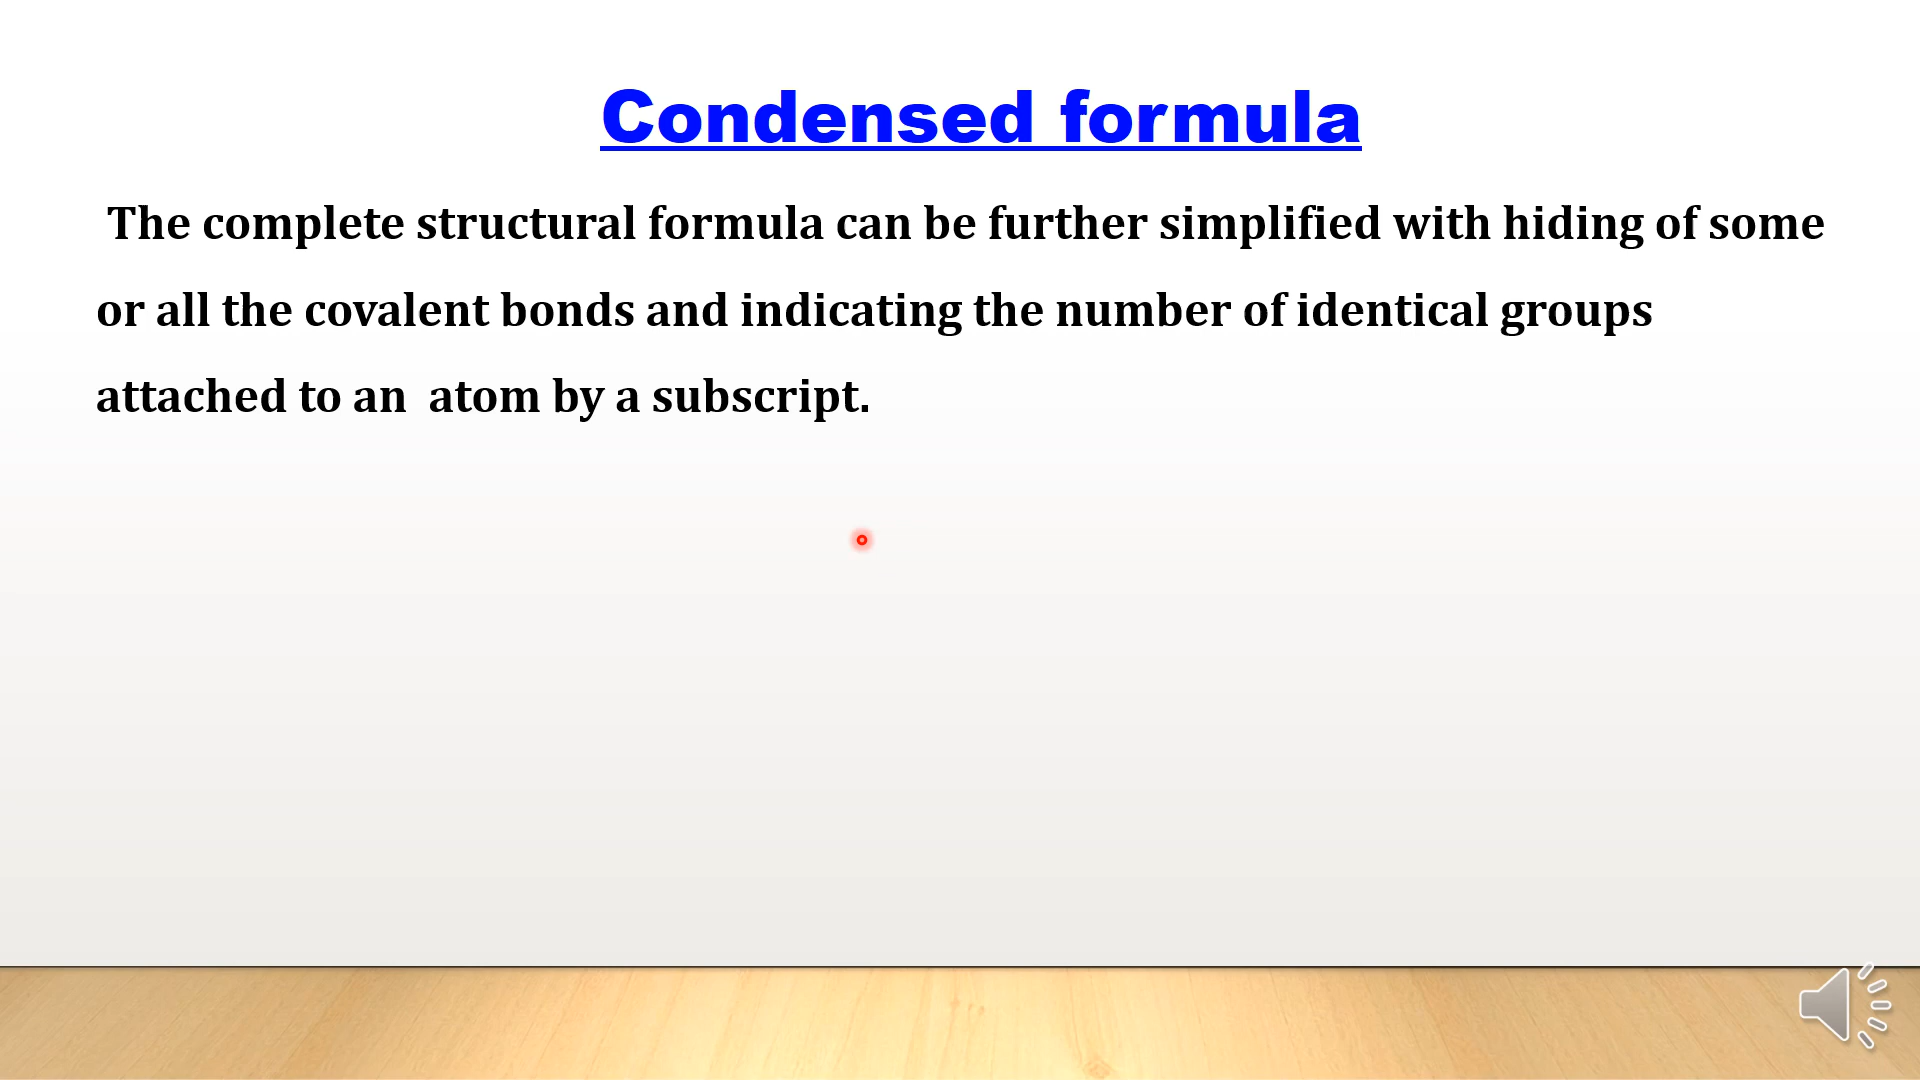 Condensed formula
The complete structural formula can be further simplified with hiding of some
or all the covalent bonds and indicating the number of identical groups
attached to an  atom by a subscript.